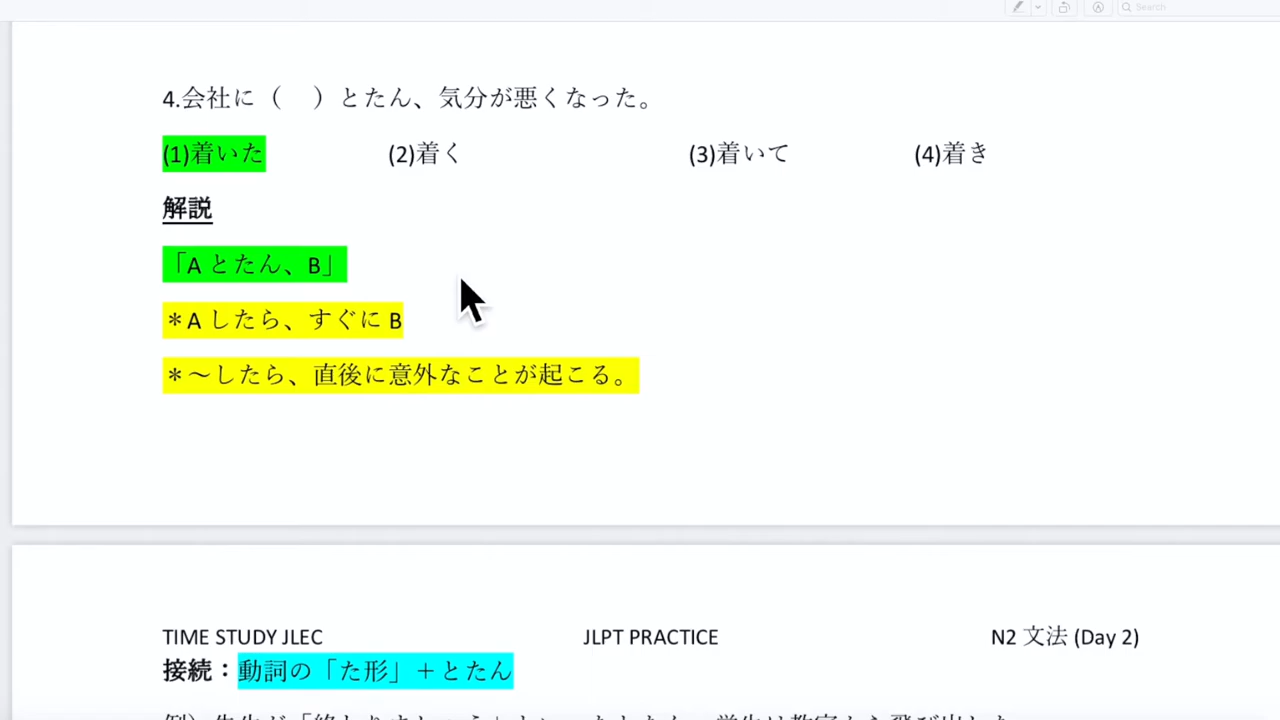 Search
4.会社に（　）とたん、気分が悪くなった。
(1)着いた (2)着く (3)着いて (4)着き
解説
「A とたん、B」
＊A したら、すぐに B
＊～したら、直後に意外なことが起こる。
TIME STUDY JLEC JLPT PRACTICE N2 文法 (Day 2)
接続：動詞の「た形」＋とたん